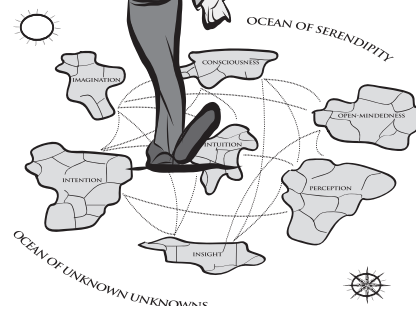 OCEAN OF SERENDIPITY
CONSCIOUSNESS
IMAGINATION
OPEN-MINDEDNESS
INTUITION
INTENTION
PERCEPTION
INSIGHT
OCEAN OF UNKNOWN UNKNOWNS